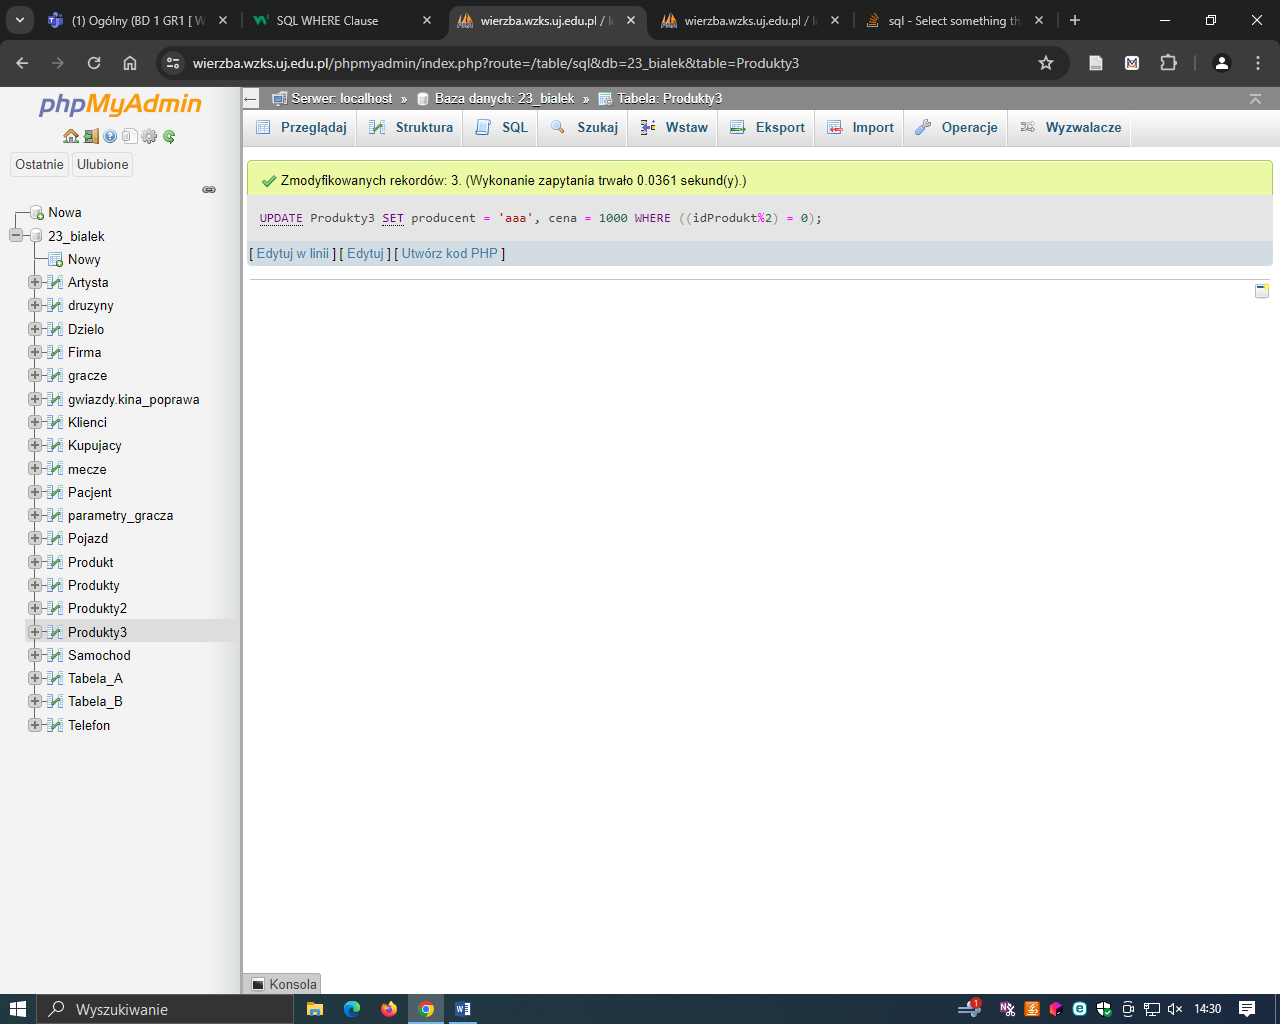 (1) Ogólny (BD 1 GR1 [ W
SQL WHERE Clause
wierzba.wzks.uj.edu.pl / l
wierzba.wzks.uj.edu.pl / l
sql - Select something th
wierzba.wzks.uj.edu.pl/phpmyadmin/index.php?route=/table/sql&db=23_bialek&table=Produkty3
phpMyAdmin
Ostatnie
Ulubione
Nowa
23_bialek
Nowy
Artysta
druzyny
Dzielo
Firma
gracze
gwiazdy.kina_poprawa
Klienci
Kupujacy
mecze
Pacjent
parametry_gracza
Pojazd
Produkt
Produkty
Produkty2
Produkty3
Samochod
Tabela_A
Tabela_B
Telefon
Serwer: localhost » Baza danych: 23_bialek » Tabela: Produkty3
Przeglądaj Struktura SQL Szukaj Wstaw Eksport Import Operacje Wyzwalacze
Zmodyfikowanych rekordów: 3. (Wykonanie zapytania trwało 0.0361 sekund(y).)
UPDATE Produkty3 SET producent = 'aaa', cena = 1000 WHERE ((idProdukt%2) = 0);
[ Edytuj w linii ] [ Edytuj ] [ Utwórz kod PHP ]
Konsola
Wyszukiwanie
1
14:30